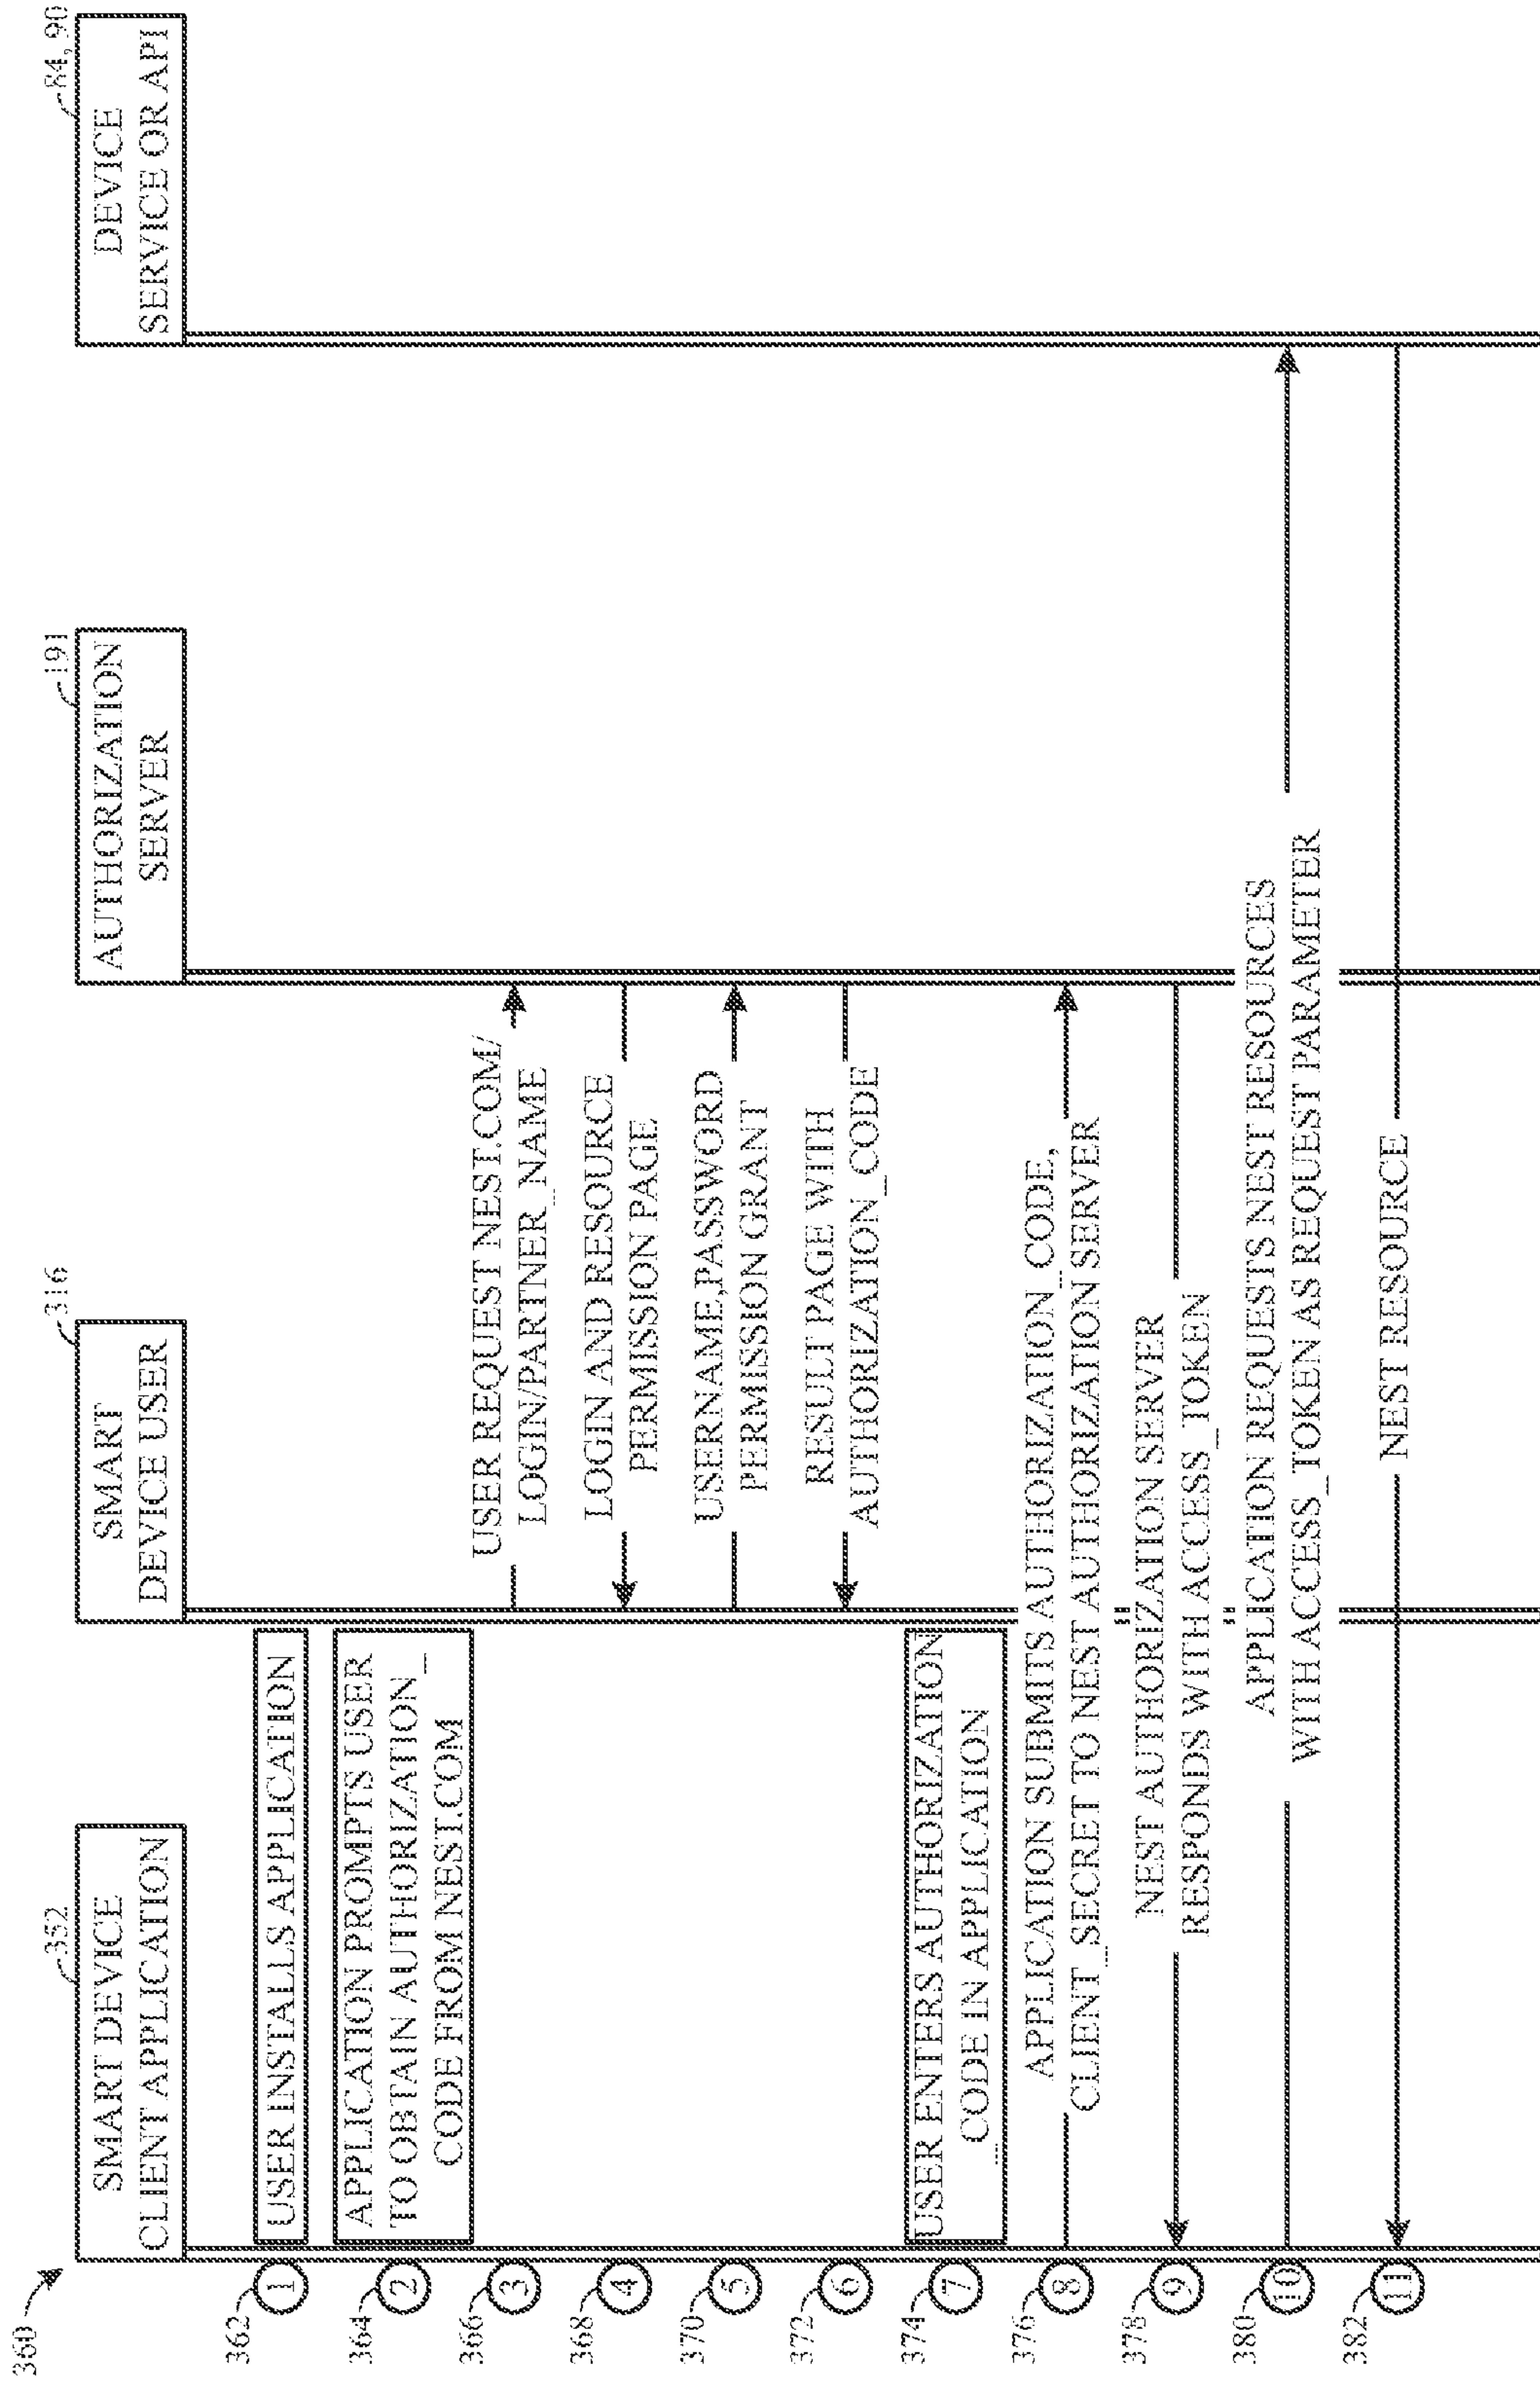 360
SMART DEVICE
CLIENT APPLICATION
352
SMART
DEVICE USER
316
AUTHORIZATION
SERVER
191
DEVICE
SERVICE OR API
84, 90
362
1
USER INSTALLS APPLICATION
364
2
APPLICATION PROMPTS USER
TO OBTAIN AUTHORIZATION_
CODE FROM NEST.COM
366
3
USER REQUEST NEST.COM/
LOGIN/PARTNER_NAME
368
4
LOGIN AND RESOURCE
PERMISSION PAGE
370
5
USERNAME,PASSWORD
PERMISSION GRANT
372
6
RESULT PAGE WITH
AUTHORIZATION_CODE
374
7
USER ENTERS AUTHORIZATION
_CODE IN APPLICATION
376
8
APPLICATION SUBMITS AUTHORIZATION_CODE,
CLIENT_SECRET TO NEST AUTHORIZATION SERVER
378
9
NEST AUTHORIZATION SERVER
RESPONDS WITH ACCESS_TOKEN
380
10
APPLICATION REQUESTS NEST RESOURCES
WITH ACCESS_TOKEN AS REQUEST PARAMETER
382
11
NEST RESOURCE